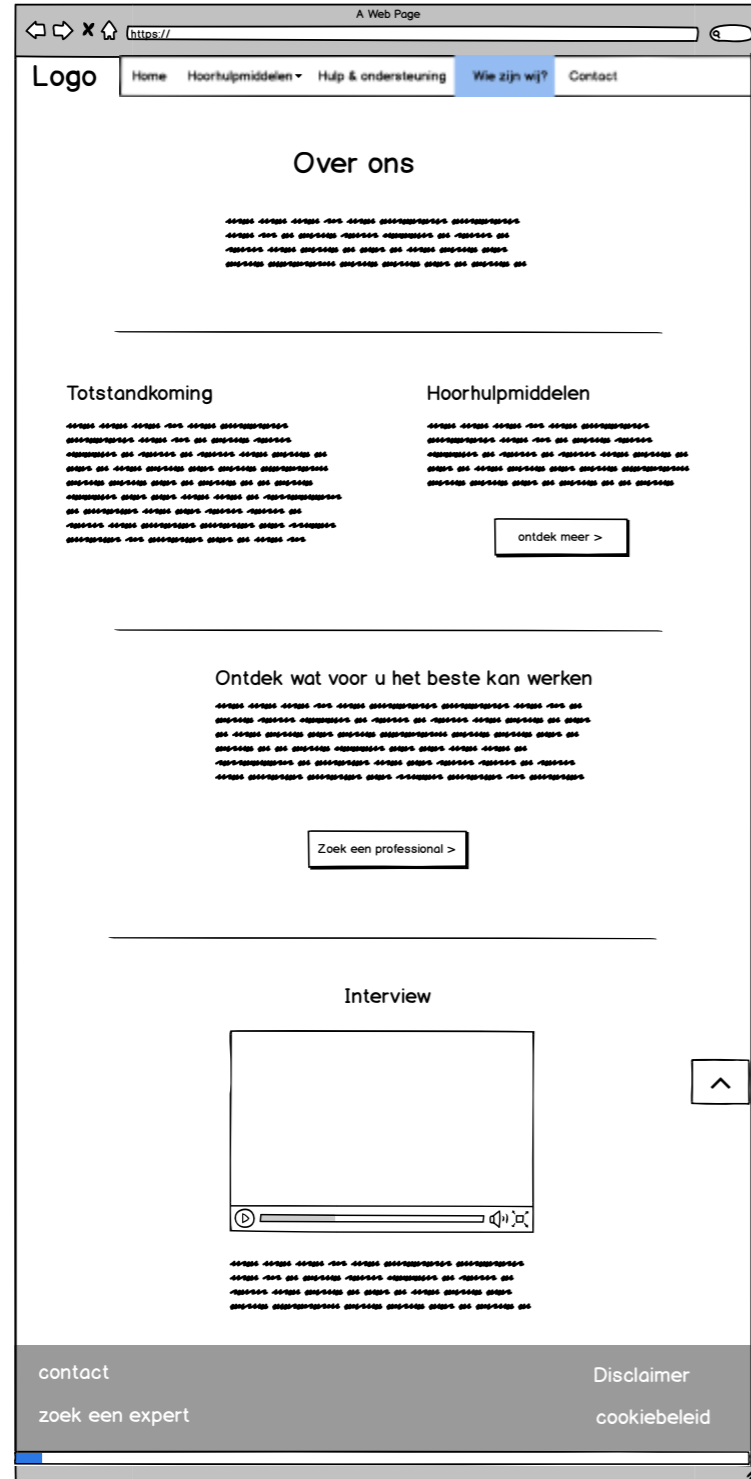 A Web Page
https://
Logo
Home Hoorhulpmiddelen Hulp & ondersteuning Wie zijn wij? Contact
Over ons
Totstandkoming
Hoorhulpmiddelen
ontdek meer >
Ontdek wat voor u het beste kan werken
Zoek een professional >
Interview
contact
Disclaimer
zoek een expert
cookiebeleid